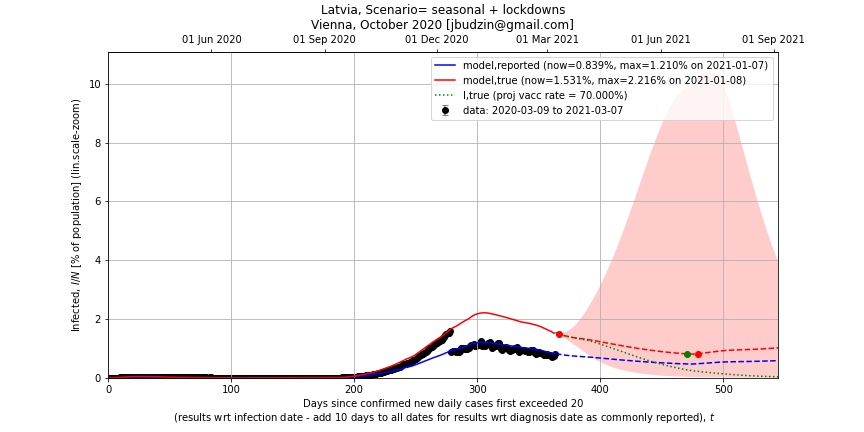 Latvia, Scenario= seasonal + lockdowns
Vienna, October 2020 [jbudzin@gmail.com]
01 Jun 2020 01 Sep 2020 01 Dec 2020 01 Mar 2021 01 Jun 2021 01 Sep 2021
model,reported (now=0.839%, max=1.210% on 2021-01-07)
model,true (now=1.531%, max=2.216% on 2021-01-08)
I,true (proj vacc rate = 70.000%)
data: 2020-03-09 to 2021-03-07
Infected, I/N [% of population] (lin.scale-zoom)
10
8
6
4
2
0
0 100 200 300 400 500
Days since confirmed new daily cases exceeded 20
(results wrt infection date - add 10 days to all dates for results wrt diagnosis date as commonly reported), t